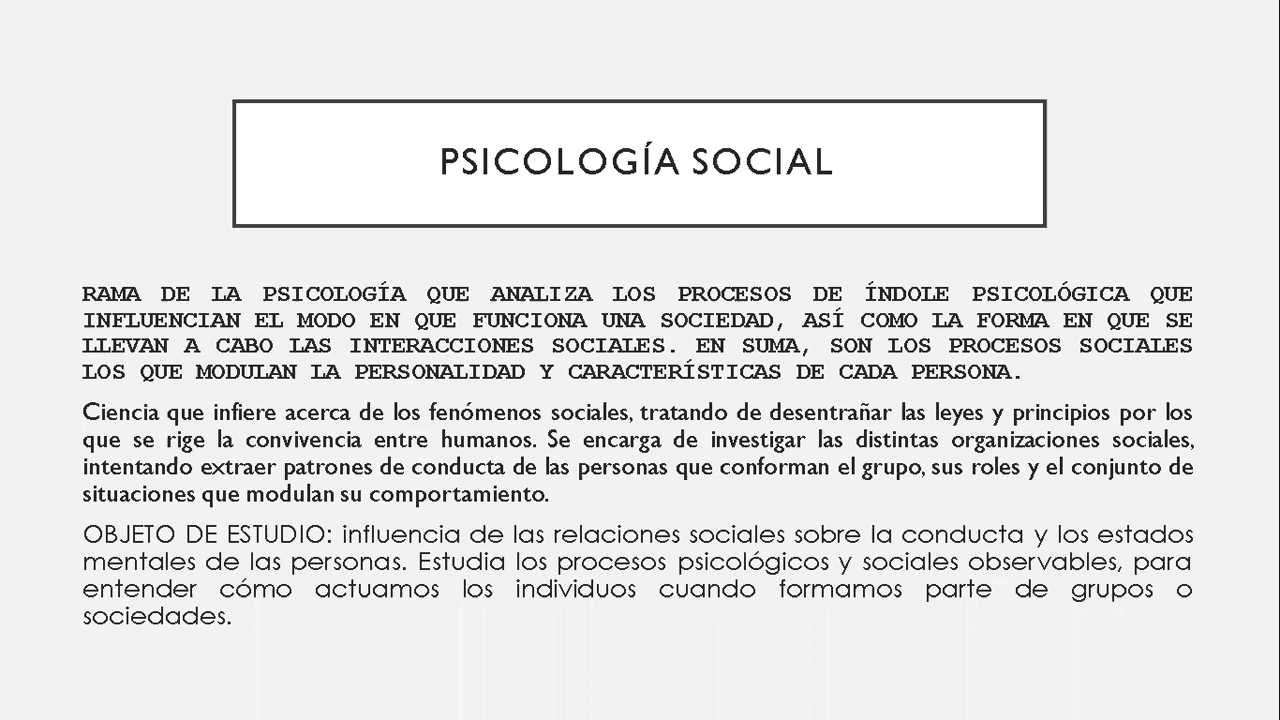 PSICOLOGÍA SOCIAL
RAMA DE LA PSICOLOGÍA QUE ANALIZA LOS PROCESOS DE ÍNDOLE PSICOLÓGICA QUE
INFLUENCIAN EL MODO EN QUE FUNCIONA UNA SOCIEDAD, ASÍ COMO LA FORMA EN QUE SE
LLEVAN A CABO LAS INTERACCIONES SOCIALES. EN SUMA, SON LOS PROCESOS SOCIALES
LOS QUE MODULAN LA PERSONALIDAD Y CARACTERÍSTICAS DE CADA PERSONA.
Ciencia que infiere acerca de los fenómenos sociales, tratando de desentrañar las leyes y principios por los
que se rige la convivencia entre humanos. Se encarga de investigar las distintas organizaciones sociales,
intentando extraer patrones de conducta de las personas que conforman el grupo, sus roles y el conjunto de
situaciones que modulan su comportamiento.
OBJETO DE ESTUDIO: influencia de las relaciones sociales sobre la conducta y los estados
mentales de las personas. Estudia los procesos psicológicos y sociales observables, para
entender cómo actuamos los individuos cuando formamos parte de grupos o
sociedades.